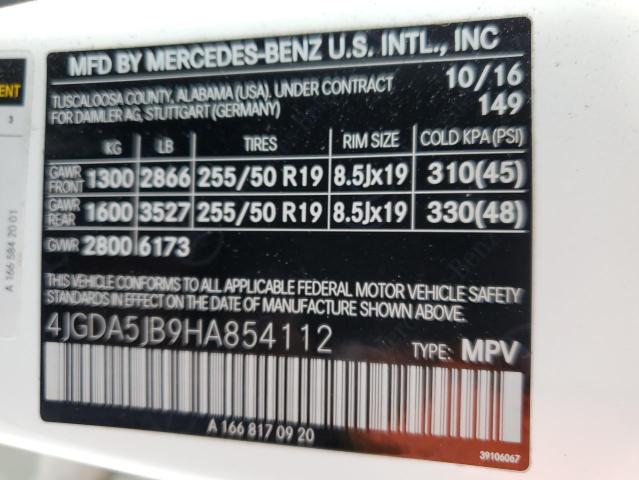 MFD BY MERCEDES-BENZ U.S. INTL., INC
TUSCALOOSA COUNTY, ALABAMA (USA), UNDER CONTRACT 10/16
FOR DAIMLER AG, STUTTGART (GERMANY) 149
KG LB TIRES RIM SIZE COLD KPA (PSI)
GAWR FRONT 1300 2866 255/50 R19 8.5Jx19 310(45)
GAWR REAR 1600 3527 255/50 R19 8.5Jx19 330(48)
GVWR 2800 6173
THIS VEHICLE CONFORMS TO ALL APPLICABLE FEDERAL MOTOR VEHICLE SAFETY
STANDARDS IN EFFECT ON THE DATE OF MANUFACTURE SHOWN ABOVE.
4JGDA5JB9HA854112 TYPE: MPV
A 166 817 09 20
39106067
A 166 584 20 01
3